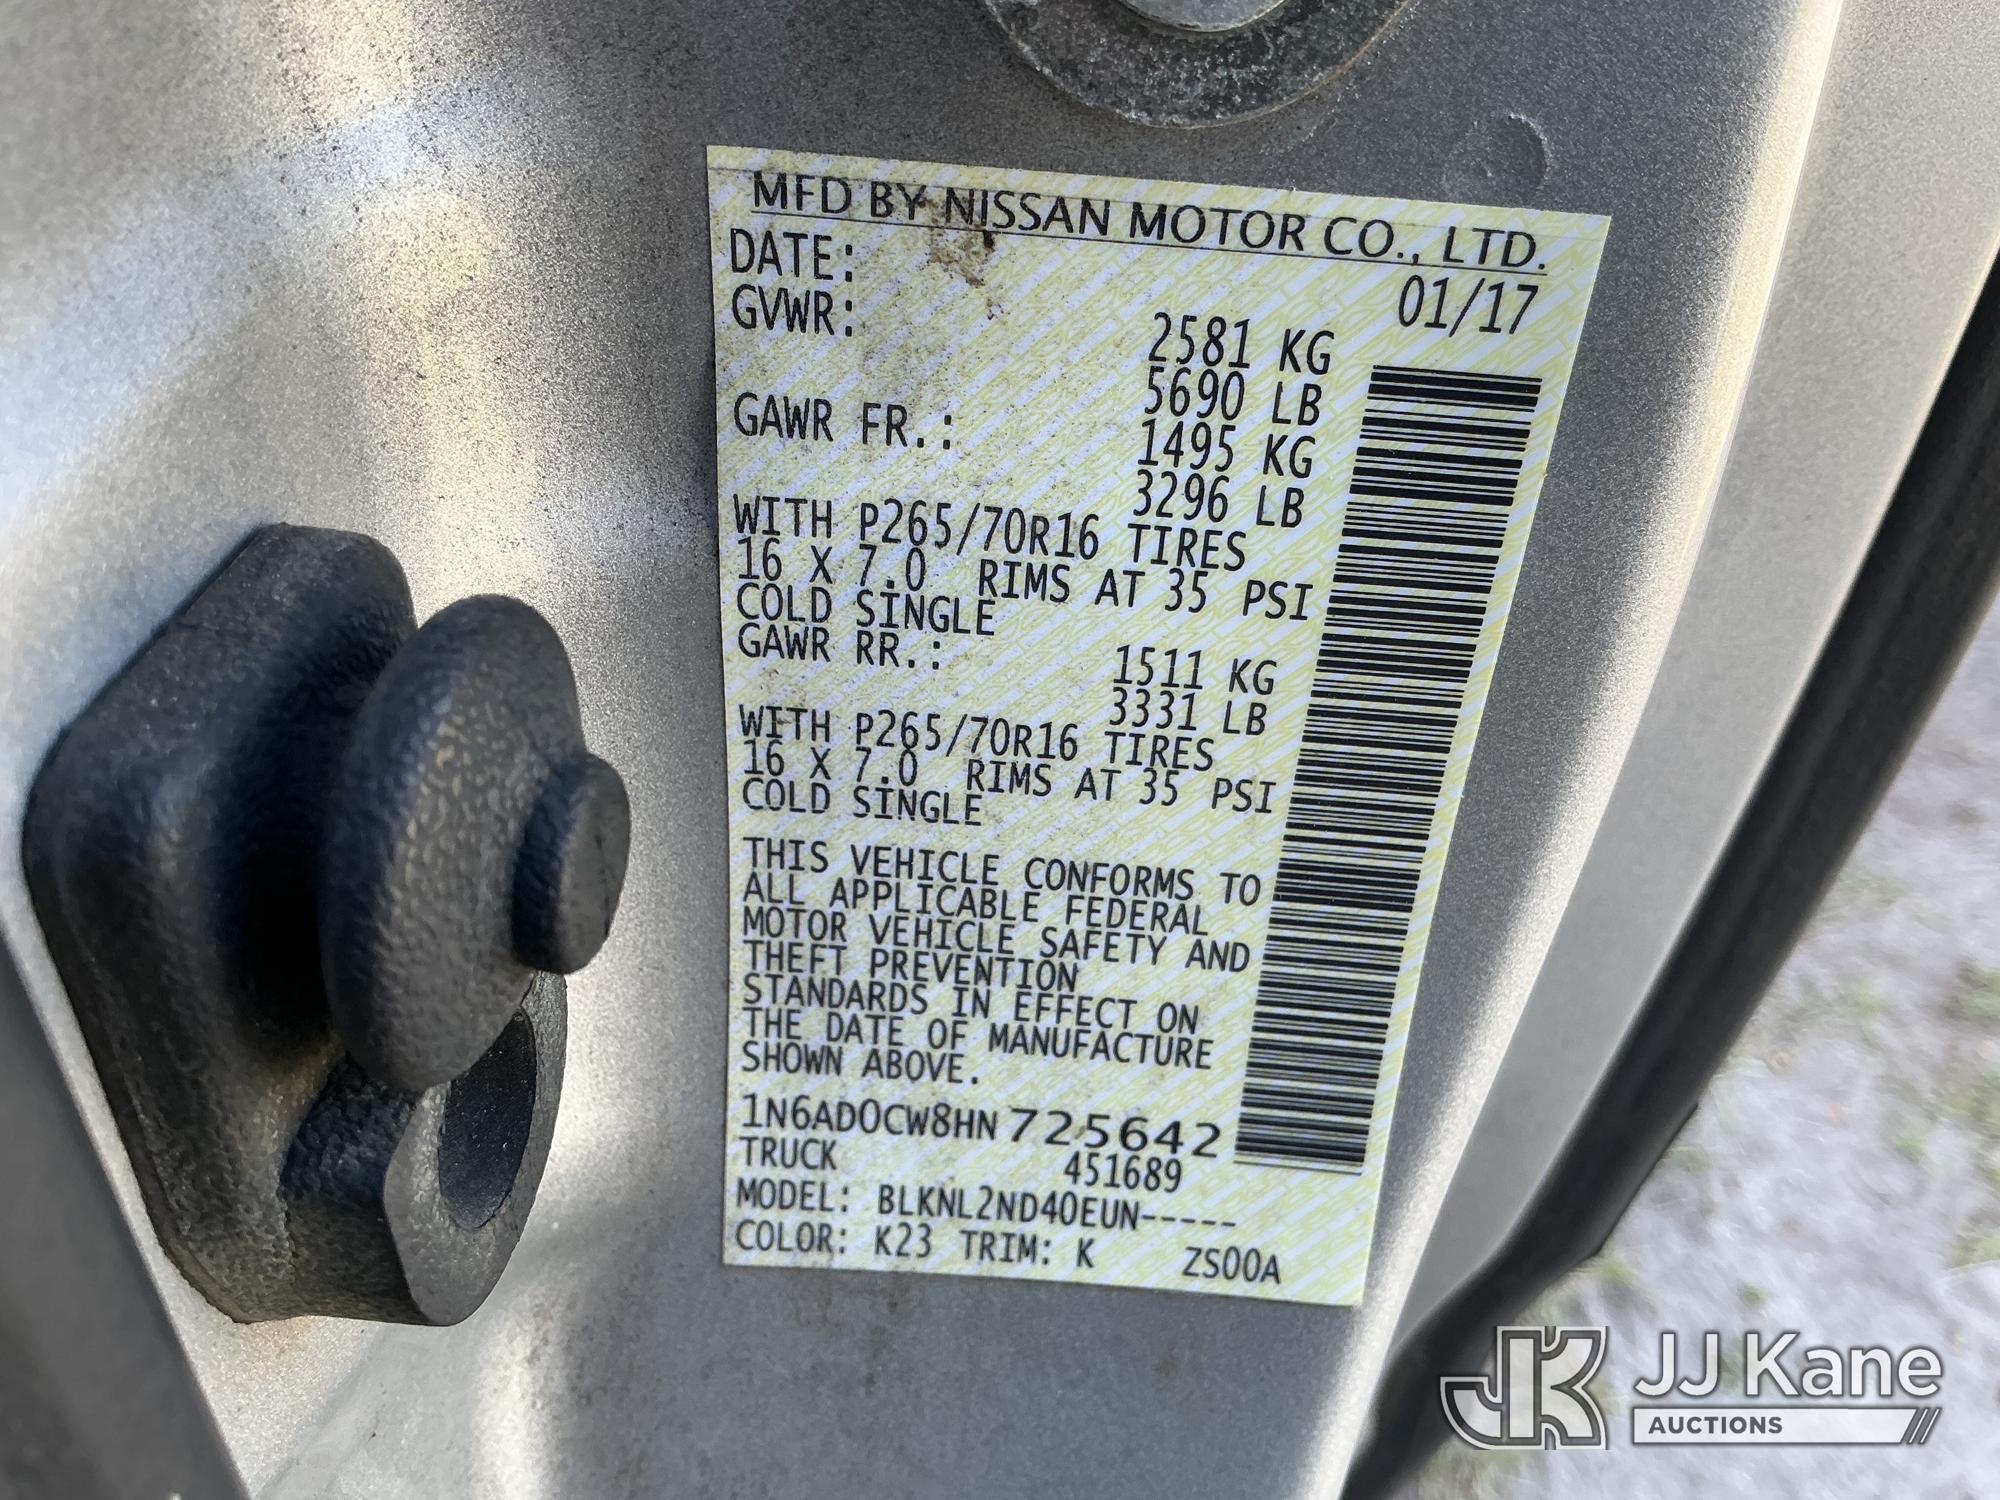 MFD BY NISSAN MOTOR CO., LTD.
DATE: 01/17
GVWR: 2581 KG
5690 LB
GAWR FR.: 1495 KG
3296 LB
WITH P265/70R16 TIRES
16 X 7.0 RIMS AT 35 PSI
COLD SINGLE
GAWR RR.: 1511 KG
3331 LB
WITH P265/70R16 TIRES
16 X 7.0 RIMS AT 35 PSI
COLD SINGLE
THIS VEHICLE CONFORMS TO
ALL APPLICABLE FEDERAL
MOTOR VEHICLE SAFETY AND
THEFT PREVENTION
STANDARDS IN EFFECT ON
THE DATE OF MANUFACTURE
SHOWN ABOVE.
1N6AD0CW8HN725642
TRUCK 451689
MODEL: BLKNL2ND40EUN-----
COLOR: K23 TRIM: K ZS00A
JK JJ Kane
AUCTIONS